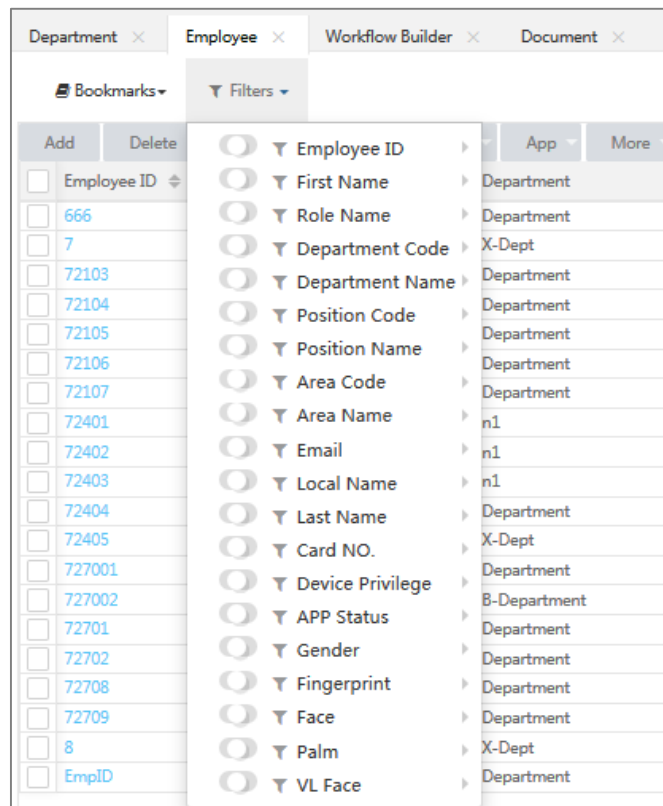 Department × Employee × Workflow Builder × Document ×
Bookmarks Filters
Add Delete App More
Employee ID Department
666 Department
7 X-Dept
72103 Department
72104 Department
72105 Department
72106 Department
72107 Department
72401 n1
72402 n1
72403 n1
72404 Department
72405 X-Dept
727001 Department
727002 B-Department
72701 Department
72702 Department
72708 Department
72709 Department
8 X-Dept
EmpID Department
Employee ID
First Name
Role Name
Department Code
Department Name
Position Code
Position Name
Area Code
Area Name
Email
Local Name
Last Name
Card NO.
Device Privilege
APP Status
Gender
Fingerprint
Face
Palm
VL Face